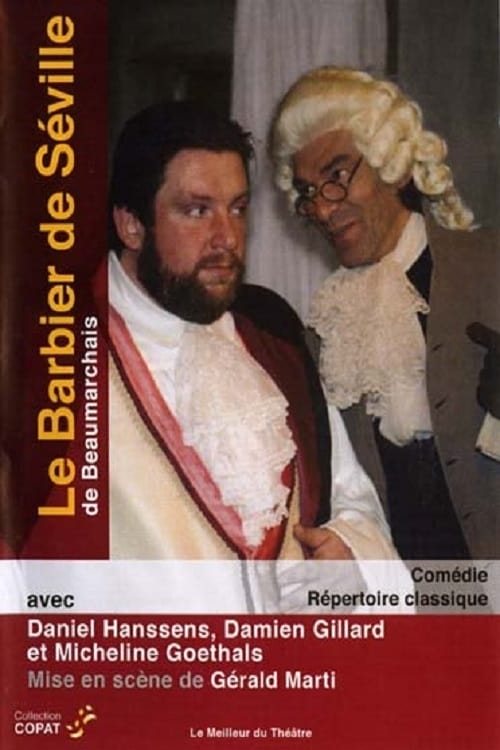 Le Barbier de Séville
de Beaumarchais
Comédie
Répertoire classique
avec
Daniel Hanssens, Damien Gillard
et Micheline Goethals
Mise en scène de Gérald Marti
Collection
COPAT
Le Meilleur du Théâtre